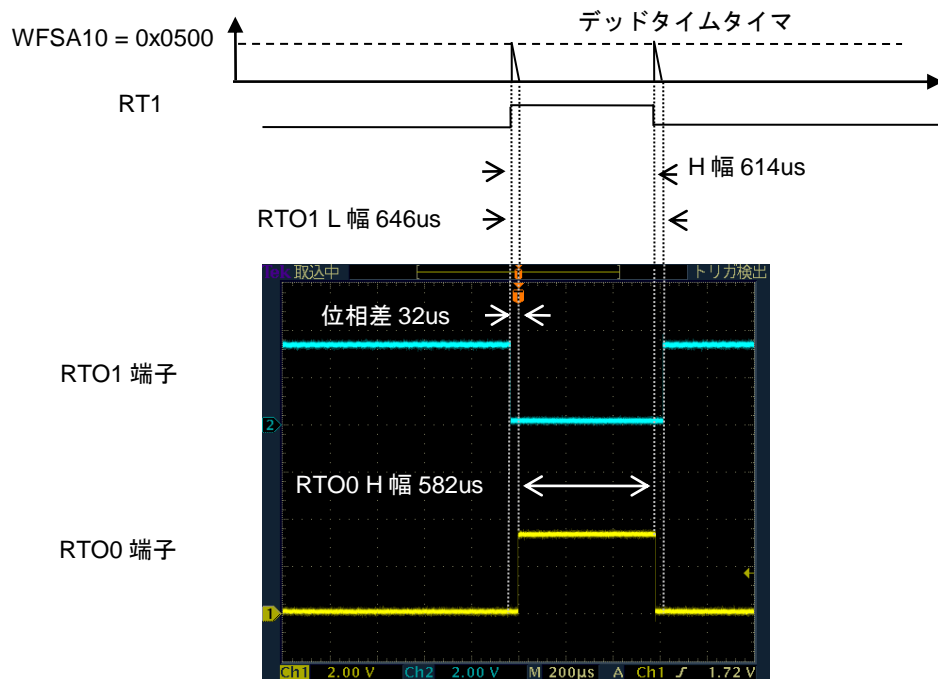 デッドタイムタイマ
WFSA10 = 0x0500
RT1
H 幅 614us
RTO1 L 幅 646us
取込中
トリガ検出
位相差 32us
RTO1 端子
2
RTO0 H 幅 582us
RTO0 端子
1
Ch1 2.00 V Ch2 2.00 V M 200µs A Ch1 1.72 V